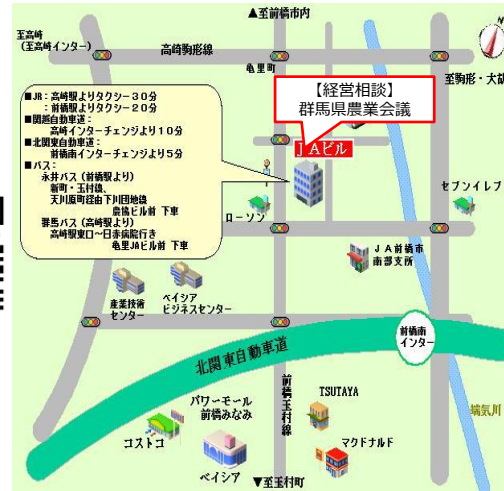 ▲至前橋市内
至高崎
(至高崎インター)
高崎駒形線
亀里町
至駒形・大胡
【経営相談】
群馬県農業会議
JAビル
■JR:高崎駅よりタクシー30分
:前橋駅よりタクシー20分
■関越自動車道:
高崎インターチェンジより10分
■北関東自動車道:
前橋南インターチェンジより5分
■バス:
永井バス(前橋駅より)
新町・玉村線、
天川原町経由下川団地線
農協ビル前 下車
群馬バス(高崎駅より)
高崎駅東口~日赤病院行き
亀里JAビル前 下車
ローソン
セブンイレブ
JA前橋市
南部支所
産業技術
センター
ベイシア
ビジネスセンター
前橋南
インター
北関東自動車道
前橋玉村線
パワーモール
前橋みなみ
TSUTAYA
コストコ
ベイシア
マクドナルド
端気川
▼至玉村町